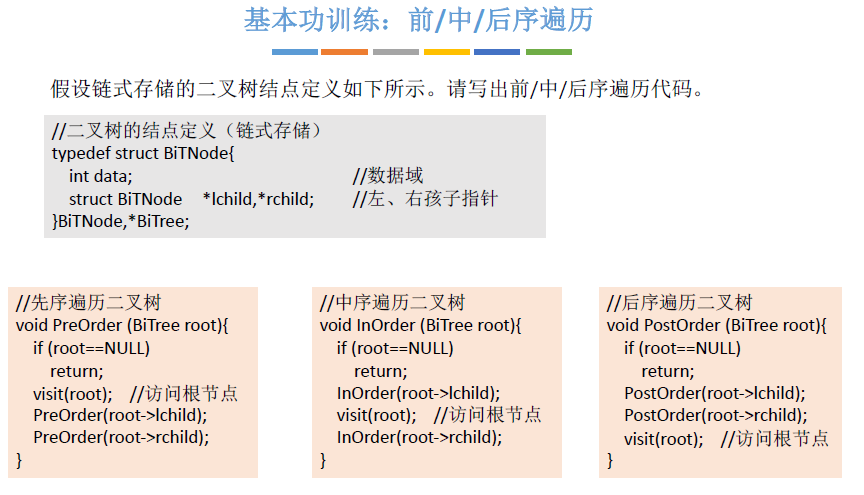 基本功训练：前/中/后序遍历
假设链式存储的二叉树结点定义如下所示。请写出前/中/后序遍历代码。
//二叉树的结点定义（链式存储）
typedef struct BiTNode{
int data; //数据域
struct BiTNode *lchild,*rchild; //左、右孩子指针
}BiTNode,*BiTree;
//先序遍历二叉树
void PreOrder (BiTree root){
if (root==NULL)
return;
visit(root); //访问根节点
PreOrder(root->lchild);
PreOrder(root->rchild);
}
//中序遍历二叉树
void InOrder (BiTree root){
if (root==NULL)
return;
InOrder(root->lchild);
visit(root); //访问根节点
InOrder(root->rchild);
}
//后序遍历二叉树
void PostOrder (BiTree root){
if (root==NULL)
return;
PostOrder(root->lchild);
PostOrder(root->rchild);
visit(root); //访问根节点
}